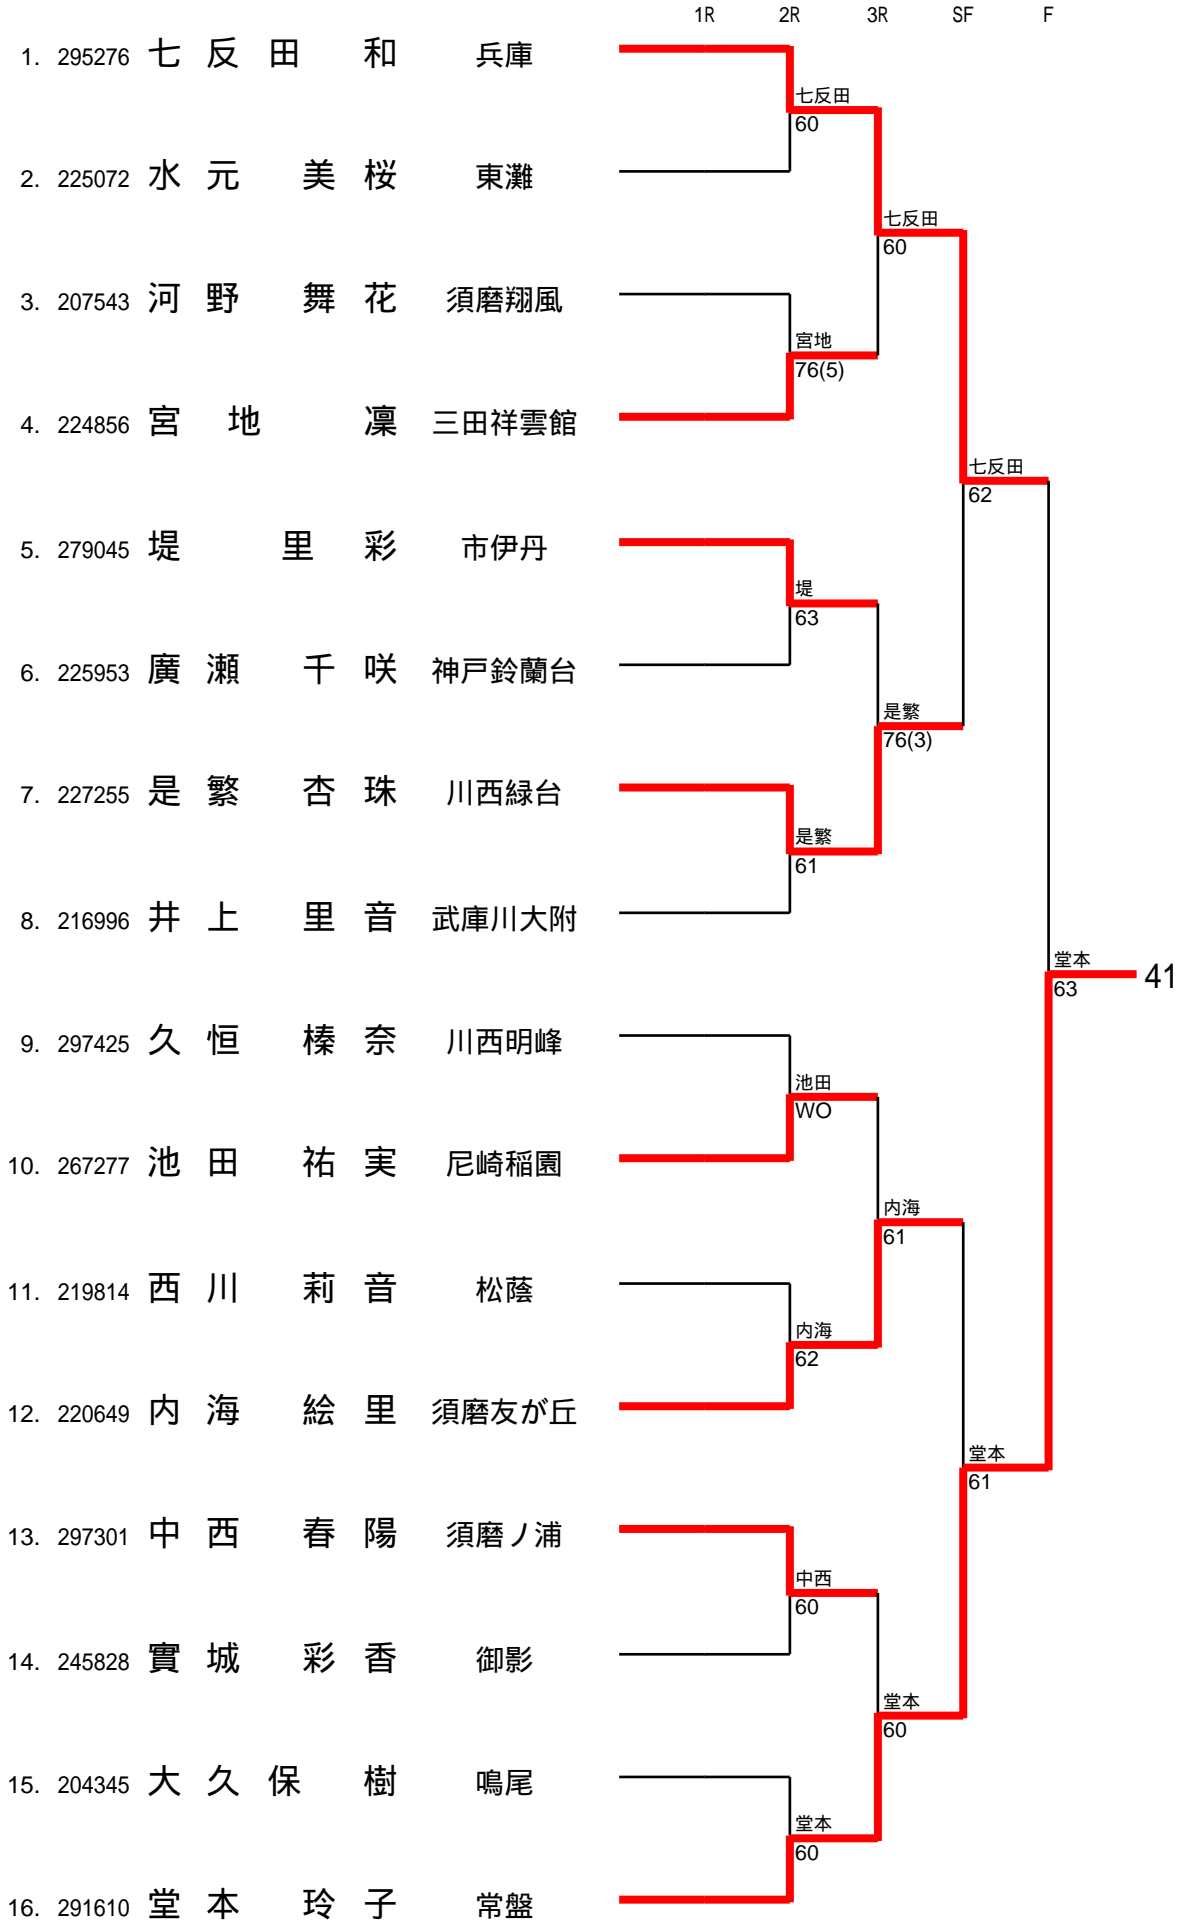 1R 2R 3R SF F
1. 295276 七反田 和 兵庫
七反田
60
2. 225072 水元 美桜 東灘
七反田
60
3. 207543 河野 舞花 須磨翔風
宮地
76(5)
4. 224856 宮地 凜 三田祥雲館
七反田
62
5. 279045 堤 里彩 市伊丹
堤
63
6. 225953 廣瀬 千咲 神戸鈴蘭台
是繁
76(3)
7. 227255 是繁 杏珠 川西緑台
是繁
61
8. 216996 井上 里音 武庫川大附
堂本
63
41
9. 297425 久恒 榛奈 川西明峰
池田
WO
10. 267277 池田 祐実 尼崎稲園
内海
61
11. 219814 西川 莉音 松蔭
内海
62
12. 220649 内海 絵里 須磨友が丘
堂本
61
13. 297301 中西 春陽 須磨ノ浦
中西
60
14. 245828 實城 彩香 御影
堂本
60
15. 204345 大久保 樹 鳴尾
堂本
60
16. 291610 堂本 玲子 常盤